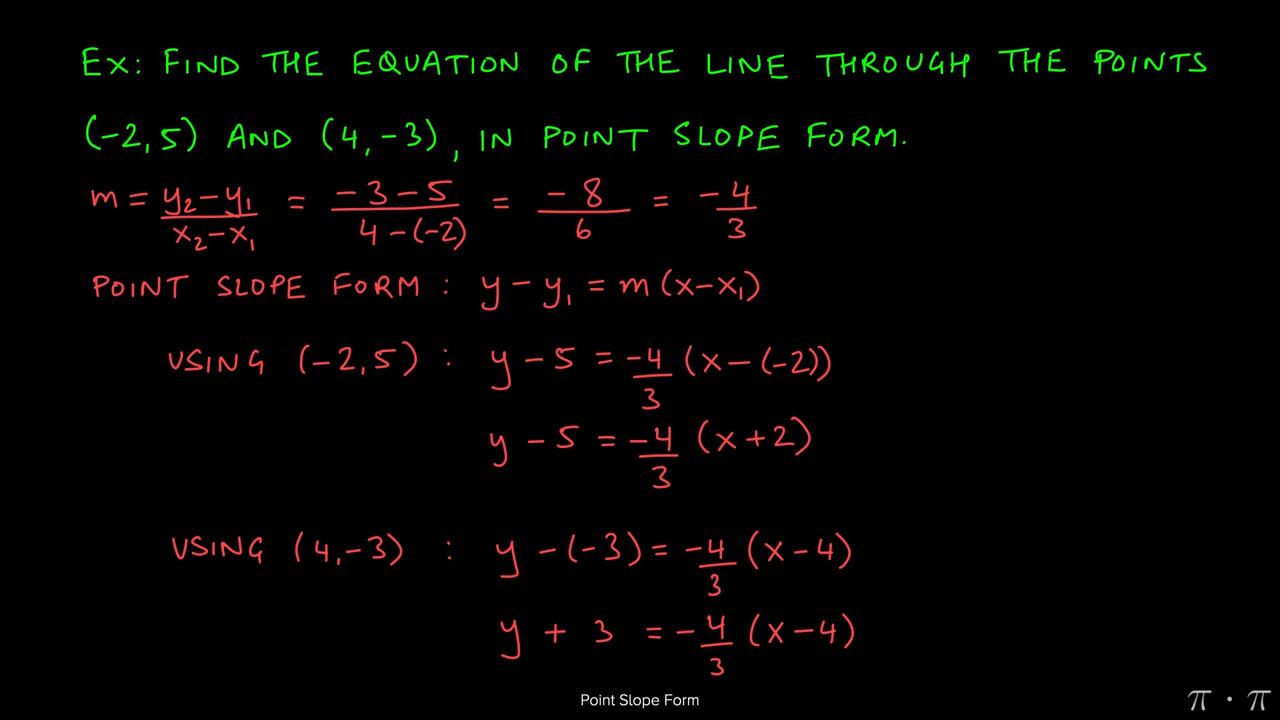 Ex: FIND THE EQUATION OF THE LINE THROUGH THE POINTS
(-2,5) AND (4,-3), IN POINT SLOPE FORM.
m = (y₂-y₁)/(x₂-x₁) = (-3-5)/(4-(-2)) = -8/6 = -4/3
POINT SLOPE FORM: y-y₁ = m(x-x₁)
USING (-2,5): y-5 = -4/3 (x-(-2))
y-5 = -4/3 (x+2)
USING (4,-3): y-(-3) = -4/3 (x-4)
y + 3 = -4/3 (x-4)
Point Slope Form
π · π